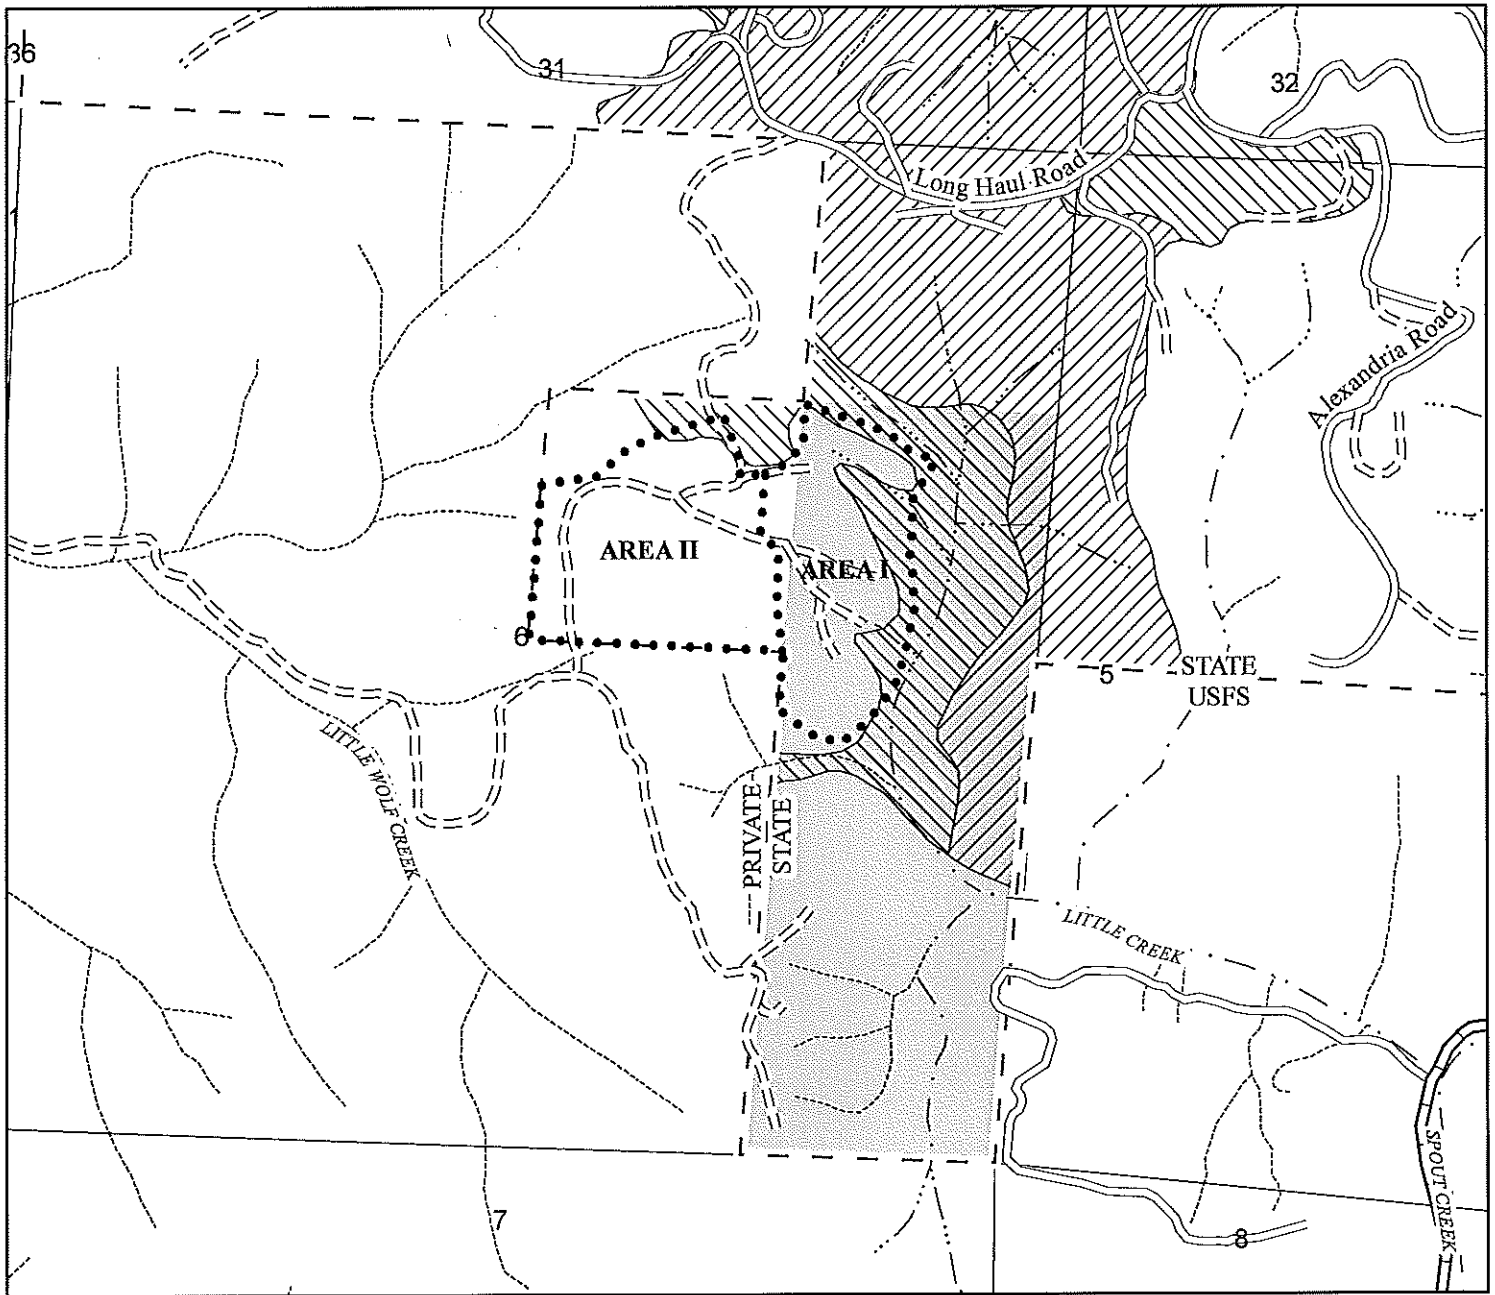 36
31
32
Long Haul Road
Alexandria Road
AREA II
AREA I
6
5
STATE
USFS
LITTLE WOLF CREEK
PRIVATE
STATE
LITTLE CREEK
SPOUT CREEK
7
8